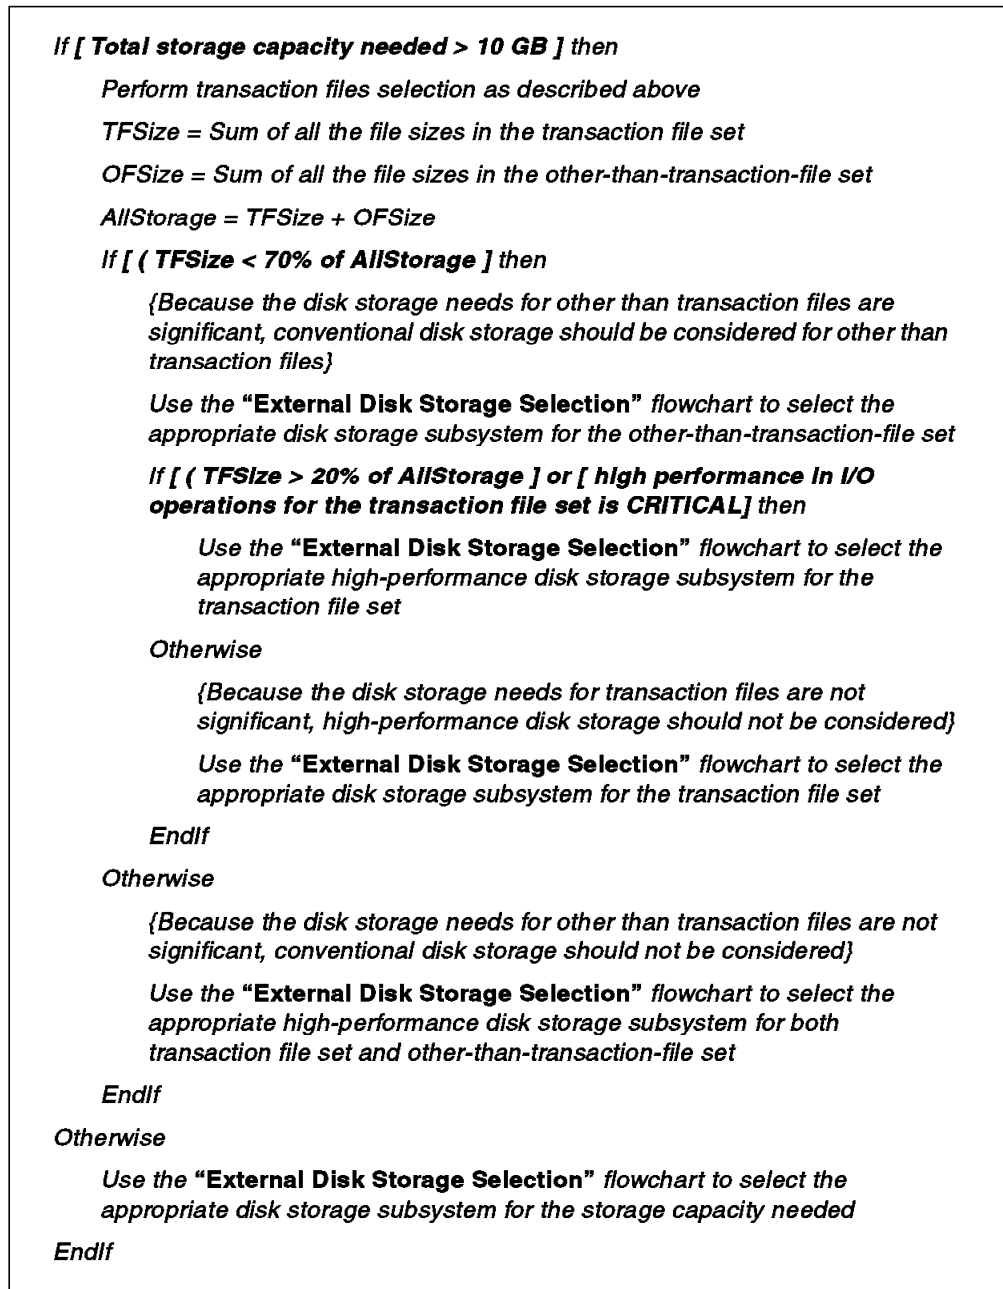 If [ Total storage capacity needed > 10 GB ] then
Perform transaction files selection as described above
TFSize = Sum of all the file sizes in the transaction file set
OFSize = Sum of all the file sizes in the other-than-transaction-file set
AllStorage = TFSize + OFSize
If [ ( TFSize < 70% of AllStorage ] then
{Because the disk storage needs for other than transaction files are
significant, conventional disk storage should be considered for other than
transaction files}
Use the “External Disk Storage Selection” flowchart to select the
appropriate disk storage subsystem for the other-than-transaction-file set
If [ ( TFSize > 20% of AllStorage ] or [ high performance in I/O
operations for the transaction file set is CRITICAL] then
Use the “External Disk Storage Selection” flowchart to select the
appropriate high-performance disk storage subsystem for the
transaction file set
Otherwise
{Because the disk storage needs for transaction files are not
significant, high-performance disk storage should not be considered}
Use the “External Disk Storage Selection” flowchart to select the
appropriate disk storage subsystem for the transaction file set
EndIf
Otherwise
{Because the disk storage needs for other than transaction files are not
significant, conventional disk storage should not be considered}
Use the “External Disk Storage Selection” flowchart to select the
appropriate high-performance disk storage subsystem for both
transaction file set and other-than-transaction-file set
EndIf
Otherwise
Use the “External Disk Storage Selection” flowchart to select the
appropriate disk storage subsystem for the storage capacity needed
EndIf